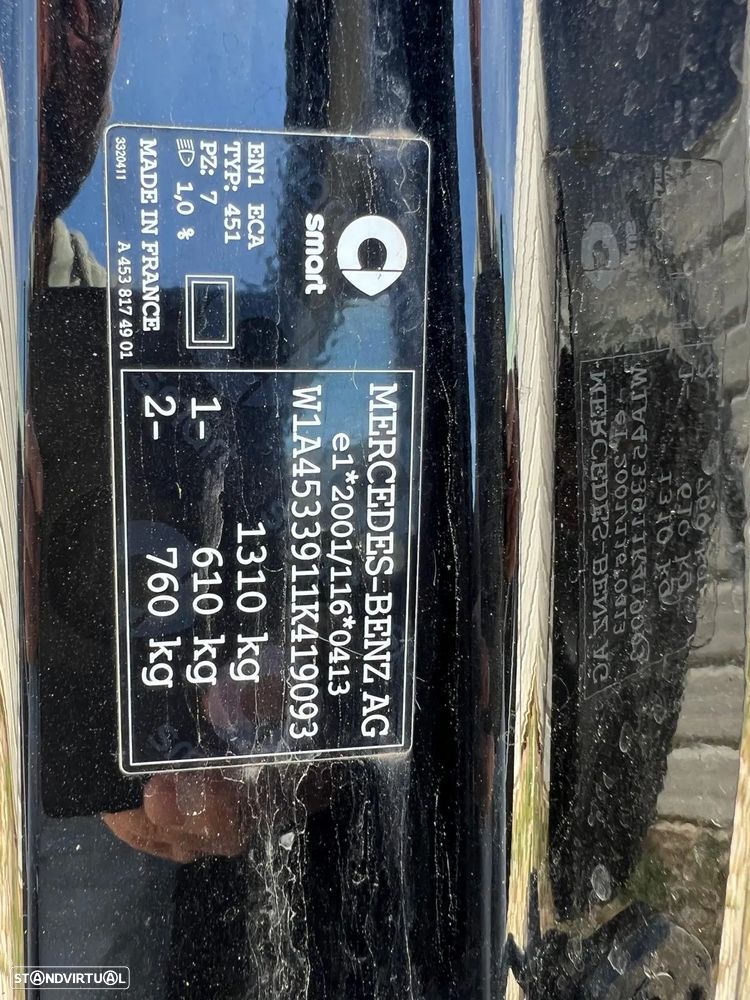 smart
EN1 ECA
TYP: 451
PZ: 7
1,0 %
MADE IN FRANCE
3320411
A 453 817 49 01
MERCEDES-BENZ AG
e1*2001/116*0413
W1A4533911K419093
1310 kg
1- 610 kg
2- 760 kg
STANDVIRTUAL